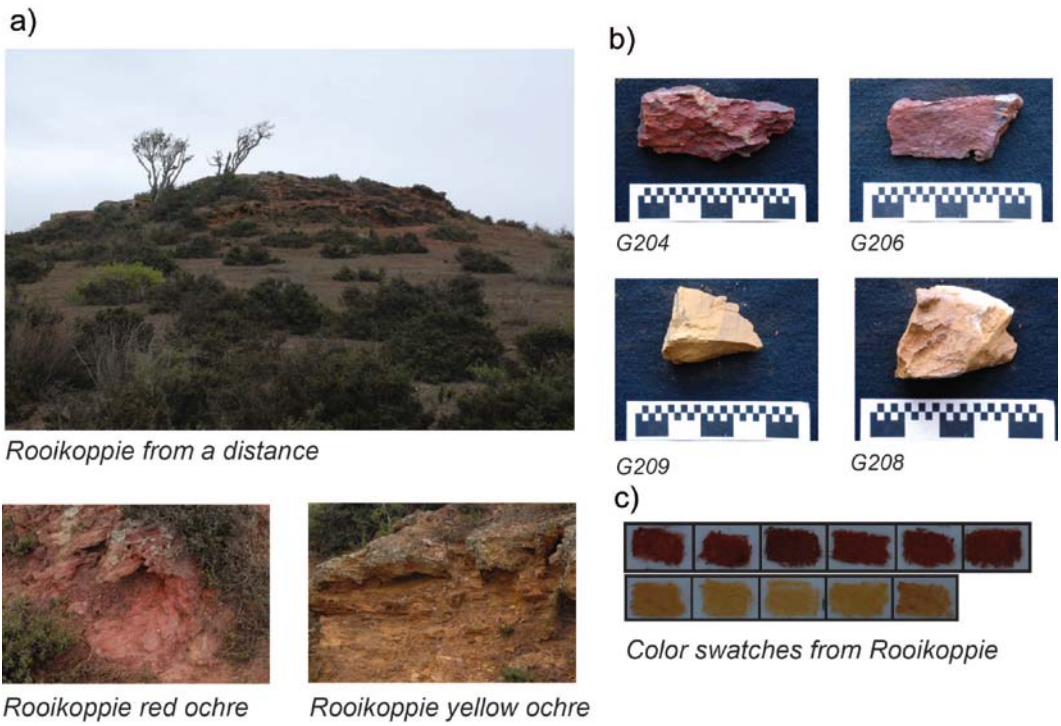 a)
Rooikoppie from a distance
Rooikoppie red ochre
Rooikoppie yellow ochre
b)
G204
G206
G209
G208
c)
Color swatches from Rooikoppie